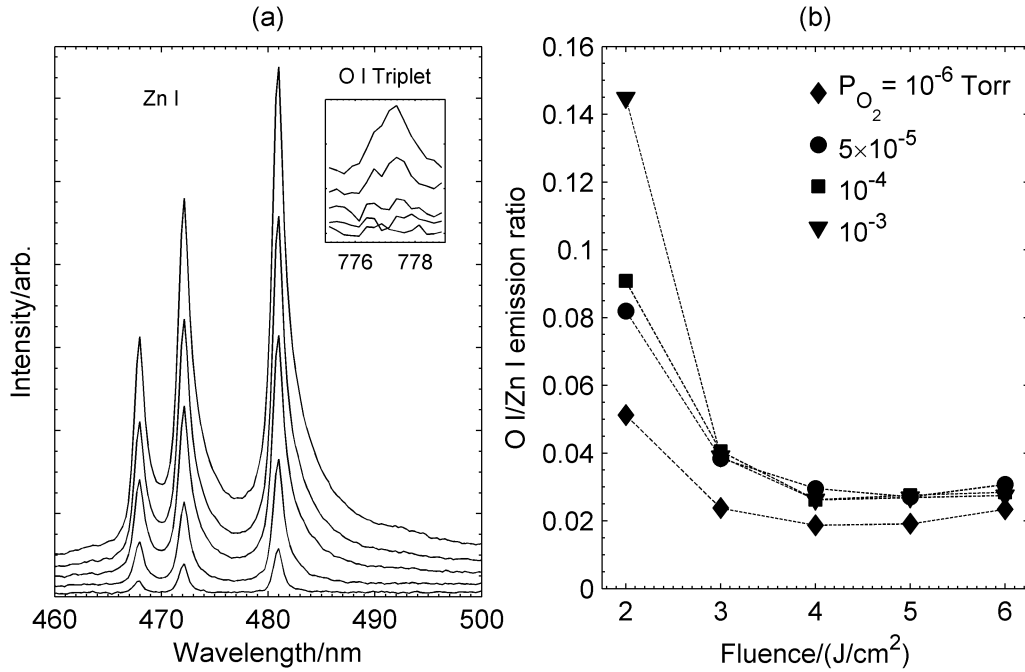 (a)
Zn I
O I Triplet
776 778
Intensity/arb.
460 470 480 490 500
Wavelength/nm
(b)
P_O₂ = 10⁻⁶ Torr
5×10⁻⁵
10⁻⁴
10⁻³
O I/Zn I emission ratio
0.16
0.14
0.12
0.1
0.08
0.06
0.04
0.02
0
2 3 4 5 6
Fluence/(J/cm²)